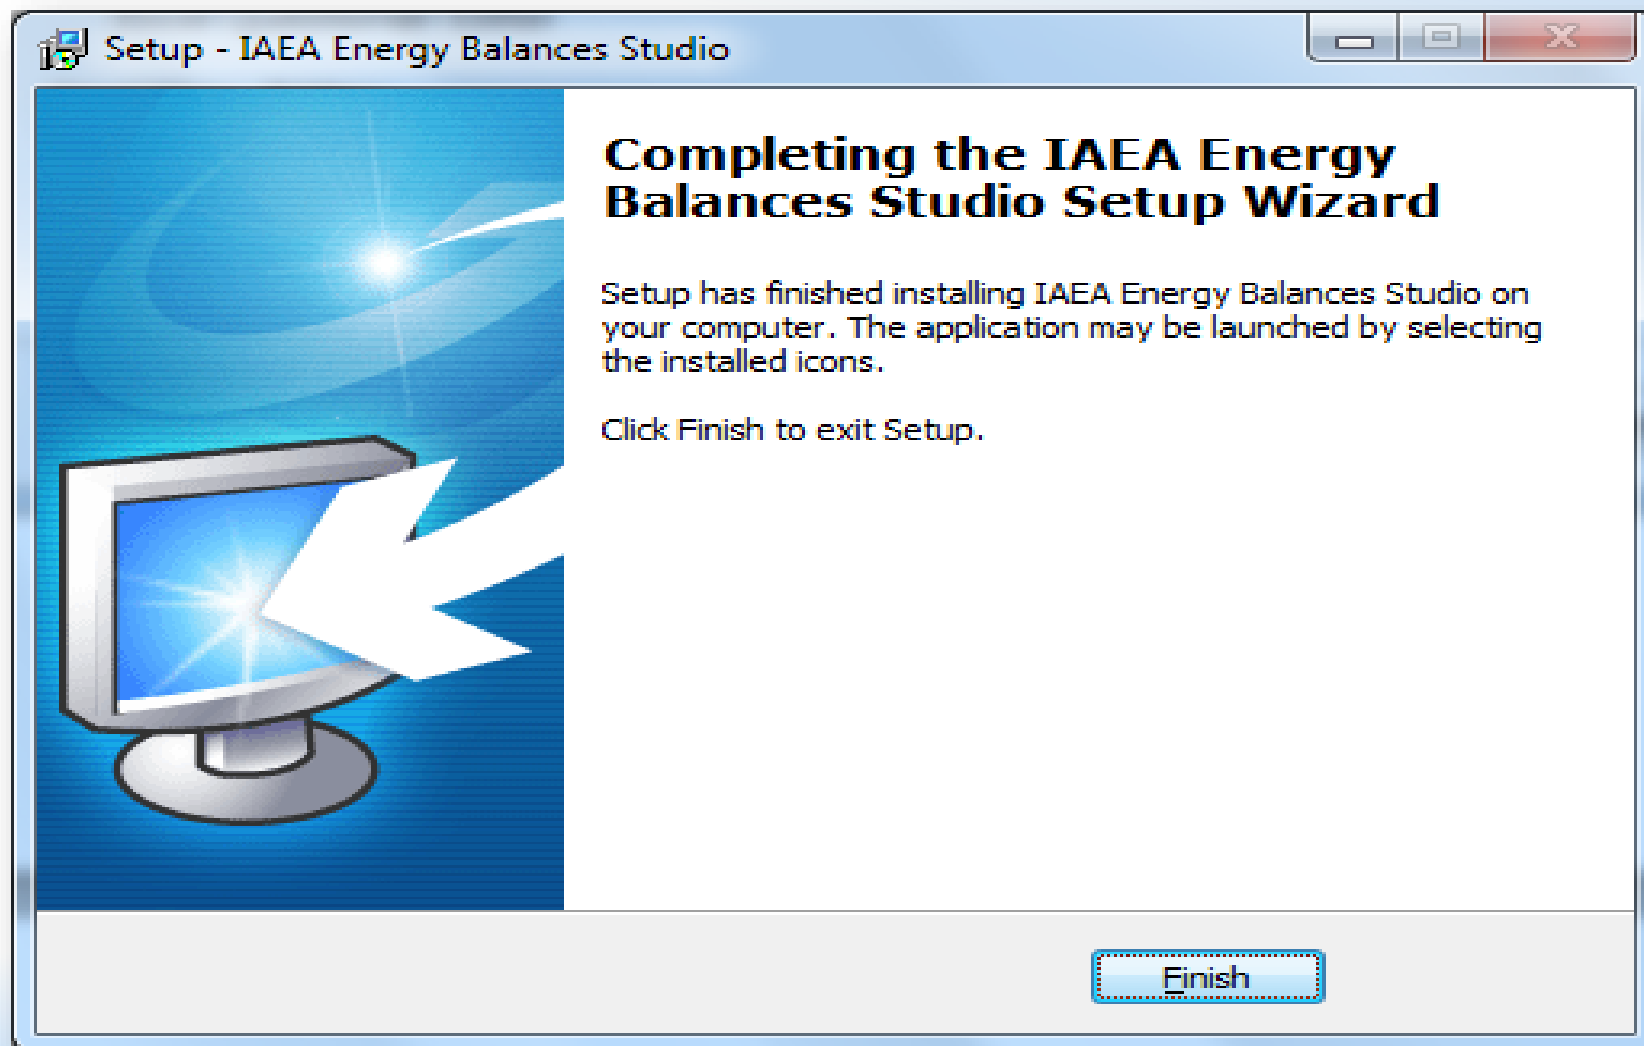 Setup - IAEA Energy Balances Studio
Completing the IAEA Energy
Balances Studio Setup Wizard
Setup has finished installing IAEA Energy Balances Studio on
your computer. The application may be launched by selecting
the installed icons.
Click Finish to exit Setup.
Finish